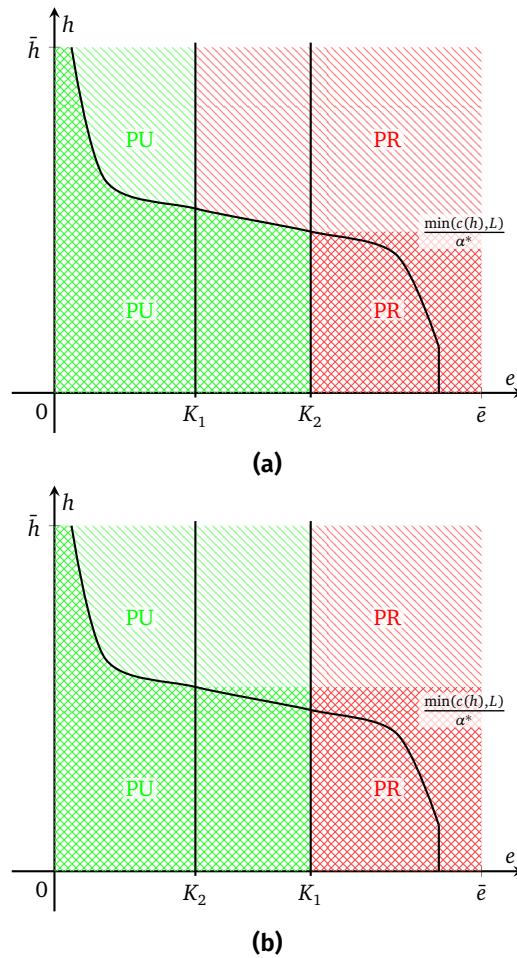 h
h̄
PU
PR
min(c(h),L)
α*
PU
PR
0
K₁
K₂
ē
e
(a)
h
h̄
PU
PR
min(c(h),L)
α*
PU
PR
0
K₂
K₁
ē
e
(b)